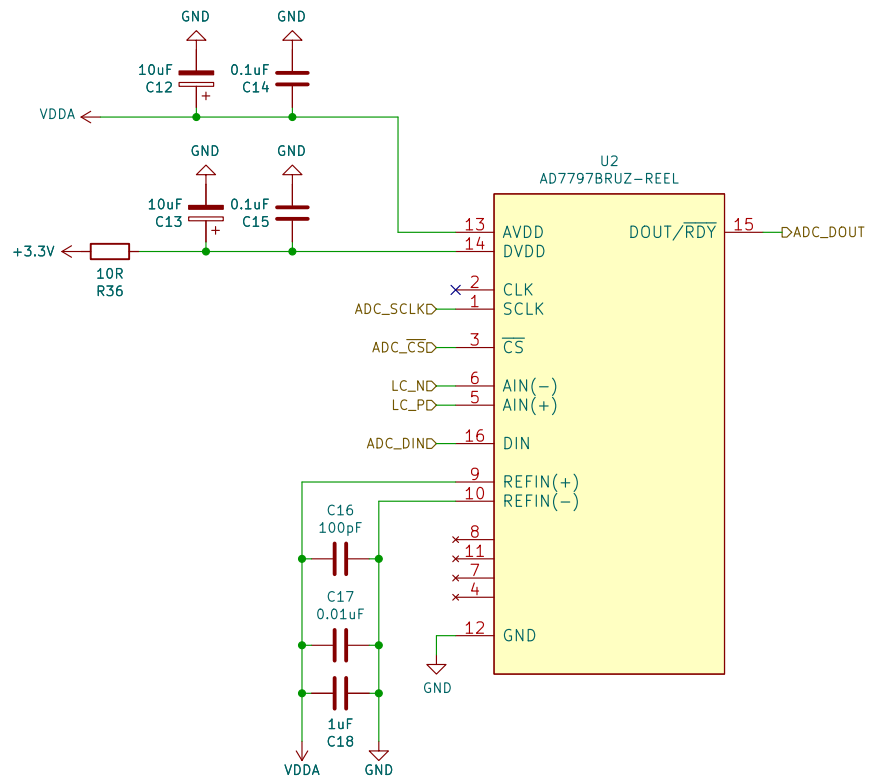 GND
GND
10uF
C12
0.1uF
C14
VDDA
GND
GND
10uF
C13
0.1uF
C15
+3.3V
10R
R36
U2
AD7797BRUZ-REEL
13
AVDD
14
DVDD
2
CLK
ADC_SCLK
1
SCLK
ADC_CS
3
CS
LC_N
6
AIN(-)
LC_P
5
AIN(+)
ADC_DIN
16
DIN
9
REFIN(+)
10
REFIN(-)
8
11
7
4
12
GND
GND
DOUT/RDY
15
ADC_DOUT
C16
100pF
C17
0.01uF
1uF
C18
VDDA
GND